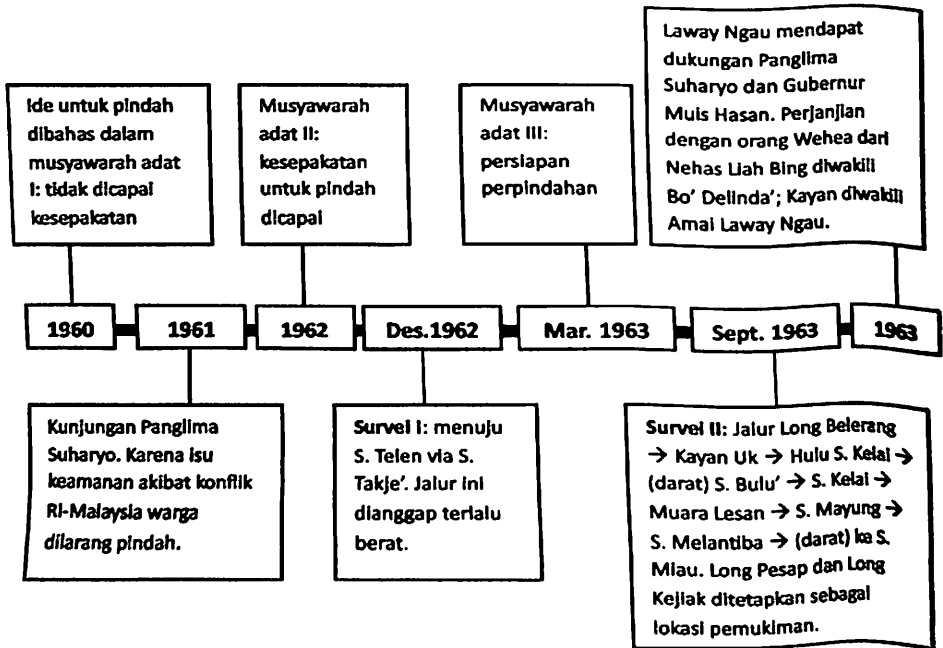 Ide untuk pindah
dibahas dalam
musyawarah adat
I: tidak dicapai
kesepakatan
Musyawarah
adat II:
kesepakatan
untuk pindah
dicapai
Musyawarah
adat III:
persiapan
perpindahan
Laway Ngau mendapat
dukungan Panglima
Suharyo dan Gubernur
Muis Hasan. Perjanjian
dengan orang Wehea dari
Nehas Liah Bing diwakili
Bo’ Delinda’; Kayan diwakili
Amai Laway Ngau.
1960
1961
1962
Des.1962
Mar. 1963
Sept. 1963
1963
Kunjungan Panglima
Suharyo. Karena isu
keamanan akibat konflik
RI-Malaysia warga
dilarang pindah.
Survei I: menuju
S. Telen via S.
Takje’. Jalur ini
dianggap terlalu
berat.
Survei II: Jalur Long Belerang
→ Kayan Uk → Hulu S. Kelai →
(darat) S. Bulu’ → S. Kelai →
Muara Lesan → S. Mayung →
S. Melantiba → (darat) ke S.
Miau. Long Pesap dan Long
Kejiak ditetapkan sebagai
lokasi pemukiman.